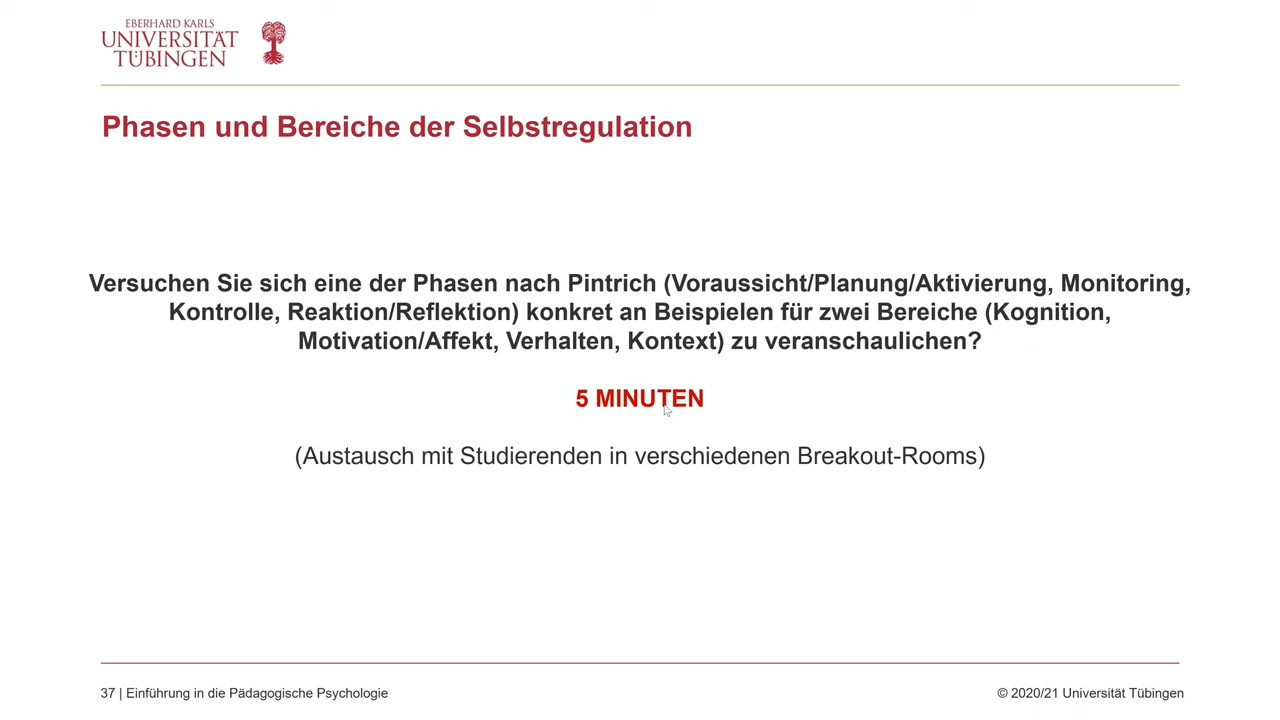 EBERHARD KARLS
UNIVERSITÄT
TÜBINGEN
Phasen und Bereiche der Selbstregulation
Versuchen Sie sich eine der Phasen nach Pintrich (Voraussicht/Planung/Aktivierung, Monitoring,
Kontrolle, Reaktion/Reflektion) konkret an Beispielen für zwei Bereiche (Kognition,
Motivation/Affekt, Verhalten, Kontext) zu veranschaulichen?
5 MINUTEN
(Austausch mit Studierenden in verschiedenen Breakout-Rooms)
37 | Einführung in die Pädagogische Psychologie
© 2020/21 Universität Tübingen